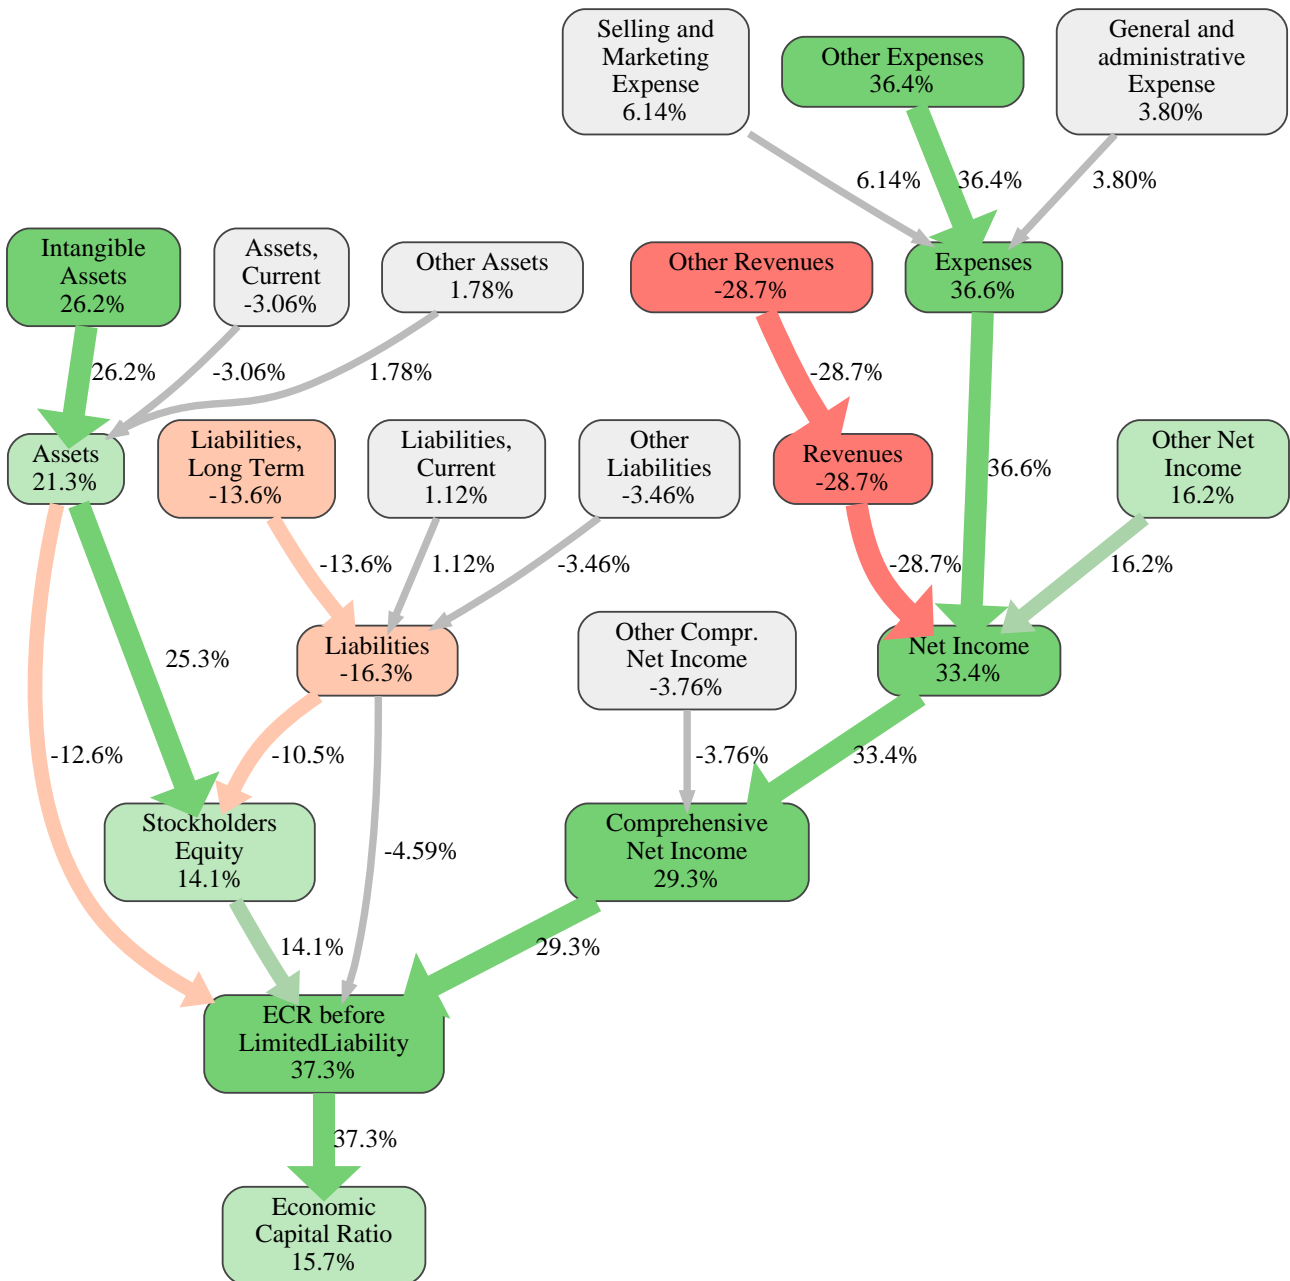 Selling and
Marketing
Expense
6.14%
Other Expenses
36.4%
General and
administrative
Expense
3.80%
6.14%
36.4%
3.80%
Intangible
Assets
26.2%
Assets,
Current
-3.06%
Other Assets
1.78%
Other Revenues
-28.7%
Expenses
36.6%
26.2%
-3.06%
1.78%
-28.7%
36.6%
Assets
21.3%
Liabilities,
Long Term
-13.6%
Liabilities,
Current
1.12%
Other
Liabilities
-3.46%
Revenues
-28.7%
Other Net
Income
16.2%
-13.6%
1.12%
-3.46%
-28.7%
16.2%
25.3%
Liabilities
-16.3%
Other Compr.
Net Income
-3.76%
Net Income
33.4%
-12.6%
-10.5%
-3.76%
33.4%
Stockholders
Equity
14.1%
-4.59%
Comprehensive
Net Income
29.3%
14.1%
29.3%
ECR before
LimitedLiability
37.3%
37.3%
Economic
Capital Ratio
15.7%